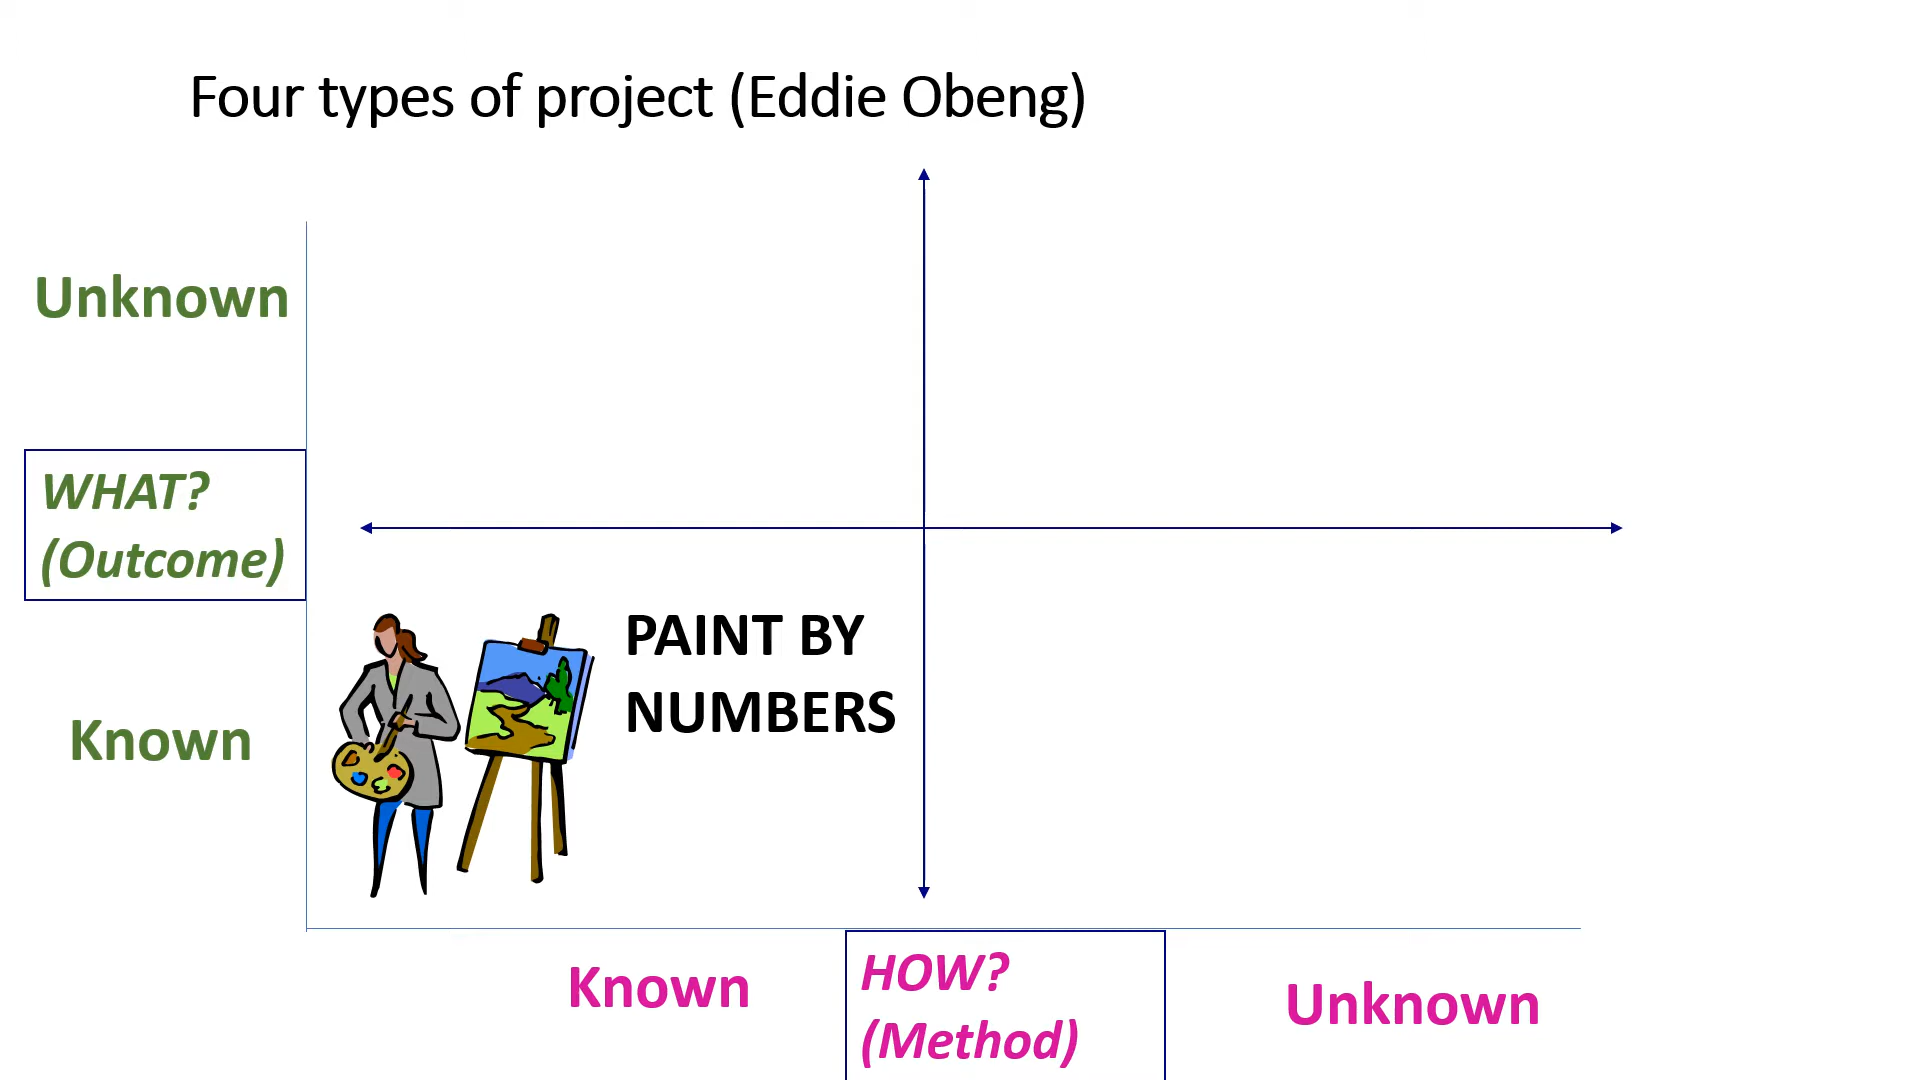 Four types of project (Eddie Obeng)
Unknown
WHAT?
(Outcome)
PAINT BY
NUMBERS
Known
Known
HOW?
(Method)
Unknown